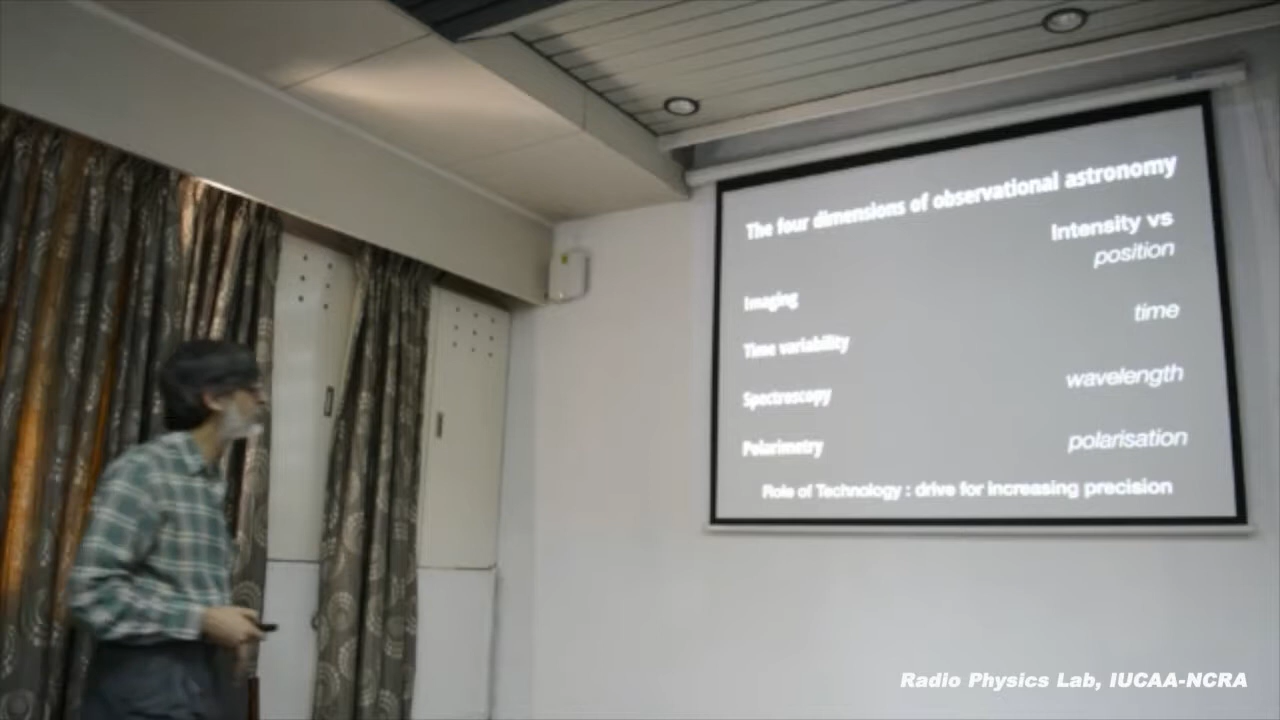 The four dimensions of observational astronomy
Intensity vs
position
Imaging
time
Time variability
wavelength
Spectroscopy
polarisation
Polarimetry
Role of Technology : drive for increasing precision
Radio Physics Lab, IUCAA-NCRA